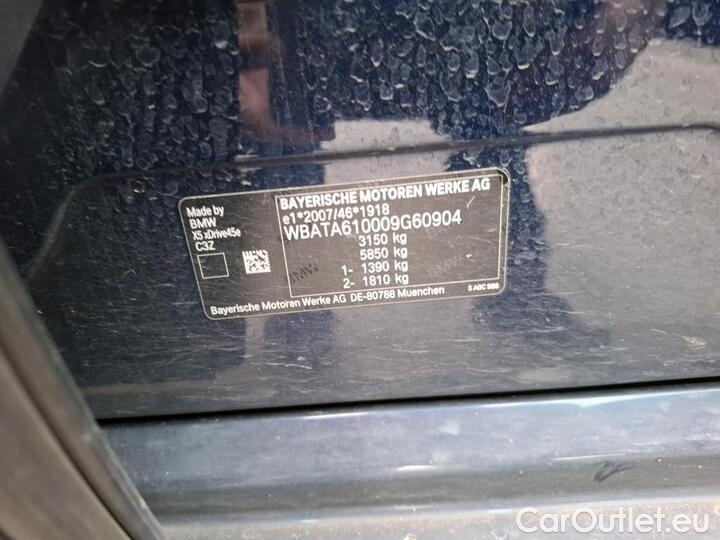 Made by
BMW
X5 xDrive45e
C3Z
BAYERISCHE MOTOREN WERKE AG
e1*2007/46*1918
WBATA610009G60904
3150 kg
5850 kg
1- 1390 kg
2- 1810 kg
Bayerische Motoren Werke AG DE-80788 Muenchen
BMW
CarOutlet.eu